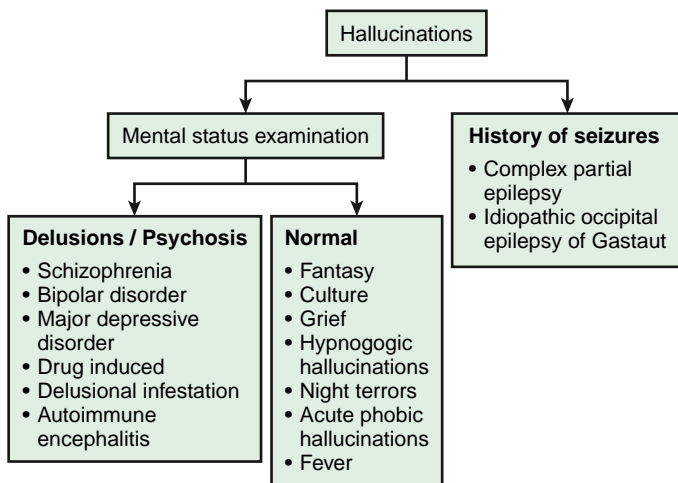 Hallucinations
Mental status examination
History of seizures
• Complex partial
epilepsy
• Idiopathic occipital
epilepsy of Gastaut
Delusions / Psychosis
• Schizophrenia
• Bipolar disorder
• Major depressive
disorder
• Drug induced
• Delusional infestation
• Autoimmune
encephalitis
Normal
• Fantasy
• Culture
• Grief
• Hypnogogic
hallucinations
• Night terrors
• Acute phobic
hallucinations
• Fever